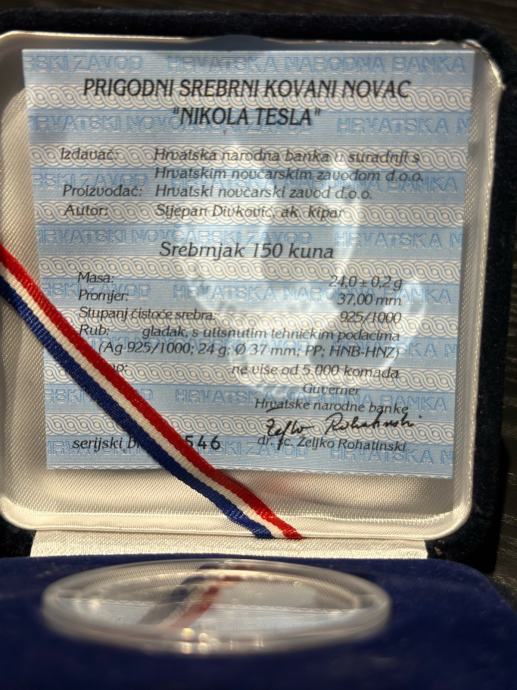 PRIGODNI SREBRNI KOVANI NOVAC
"NIKOLA TESLA"
Izdavač: Hrvatska narodna banka u suradnji s
Hrvatskim novčarskim zavodom d.o.o.
Proizvođač: Hrvatski novčarski zavod d.o.o.
Autor: Stjepan Divković, ak. kipar
Srebrnjak 150 kuna
Masa: 24,0 ± 0,2 g
Promjer: 37,00 mm
Stupanj čistoće srebra: 925/1000
Rub: gladak, s utisnutim tehničkim podacima
(Ag 925/1000; 24 g; Ø 37 mm; PP; HNB-HNZ)
ne više od 5.000 komada
Guverner
Hrvatske narodne banke
Željko Rohatinski
serijski 546 dr. sc. Željko Rohatinski